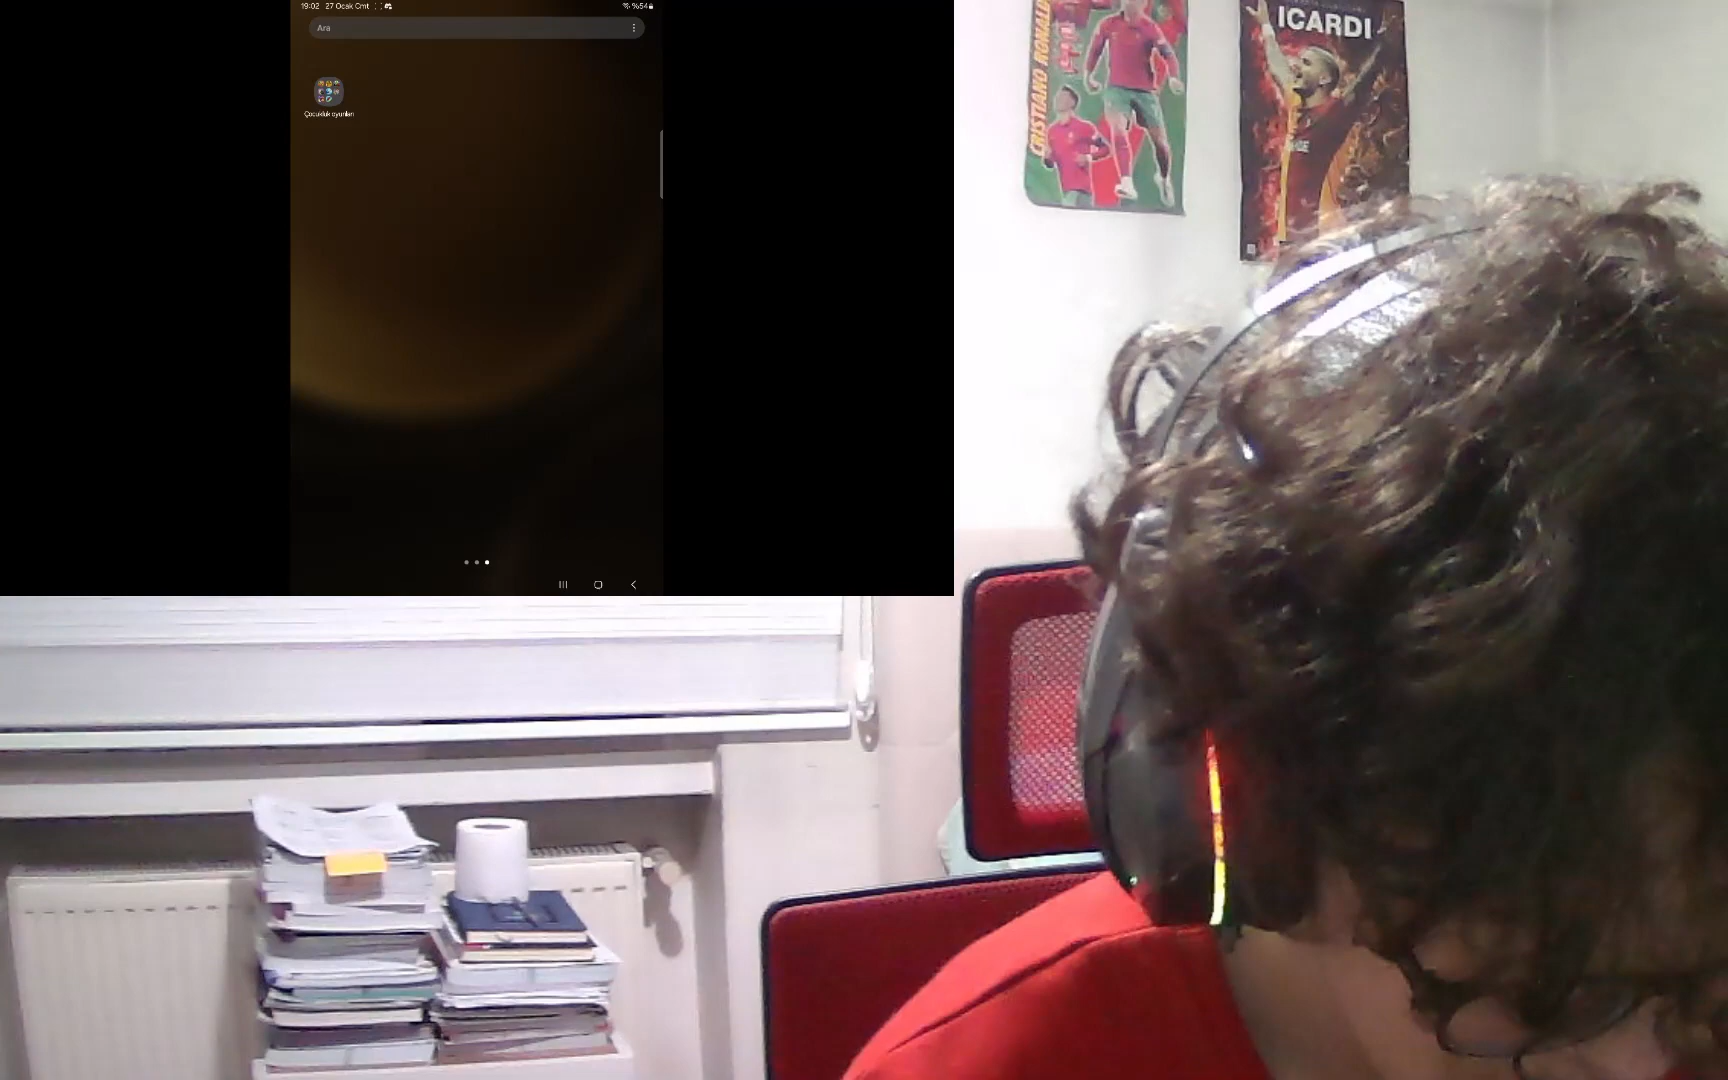 19:02 27 Ocak Cmt
%54
Ara
Çocukluk oyunları
CRISTIANO RONALDO
ICARDI